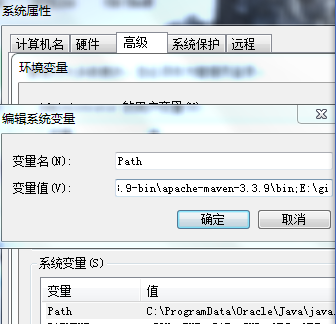 系统属性
计算机名
硬件
高级
系统保护
远程
环境变量
编辑系统变量
变量名(N):
Path
变量值(V):
.9-bin\apache-maven-3.3.9\bin;E:\gi
确定
取消
系统变量(S)
变量
值
Path
C:\ProgramData\Oracle\Java\java